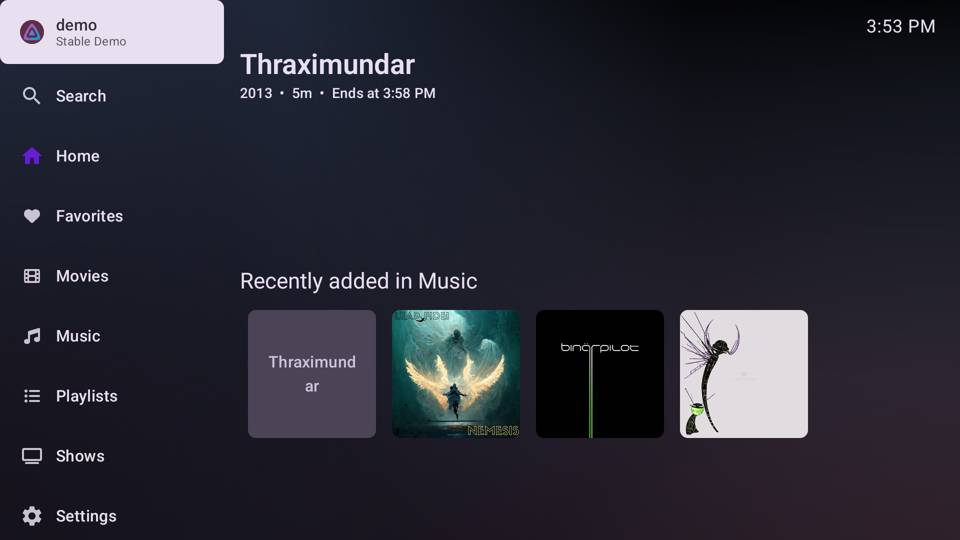 demo
Stable Demo
Search
Home
Favorites
Movies
Music
Playlists
Shows
Settings
3:53 PM
Thraximundar
2013 • 5m • Ends at 3:58 PM
Recently added in Music
Thraximund
ar
binärpilot
NEMESIS